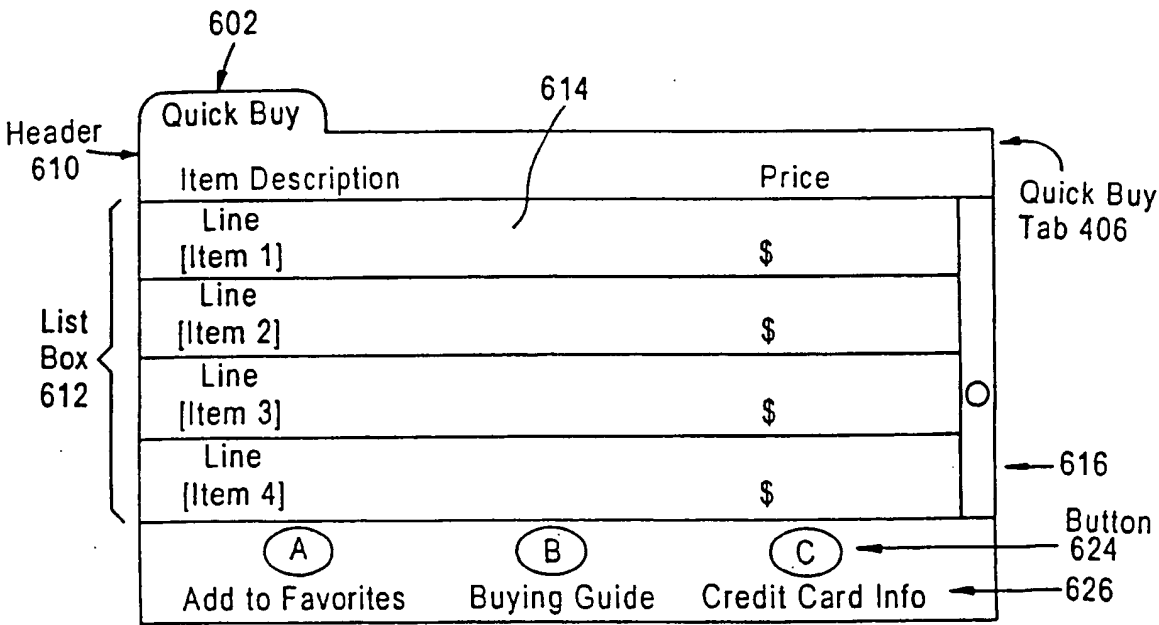 602
Quick Buy
614
Header
610
Item Description Price
Quick Buy
Tab 406
Line
[Item 1] $
Line
[Item 2] $
List
Box
612
Line
[Item 3] $
Line
[Item 4] $
616
A B C
Button
624
Add to Favorites Buying Guide Credit Card Info
626